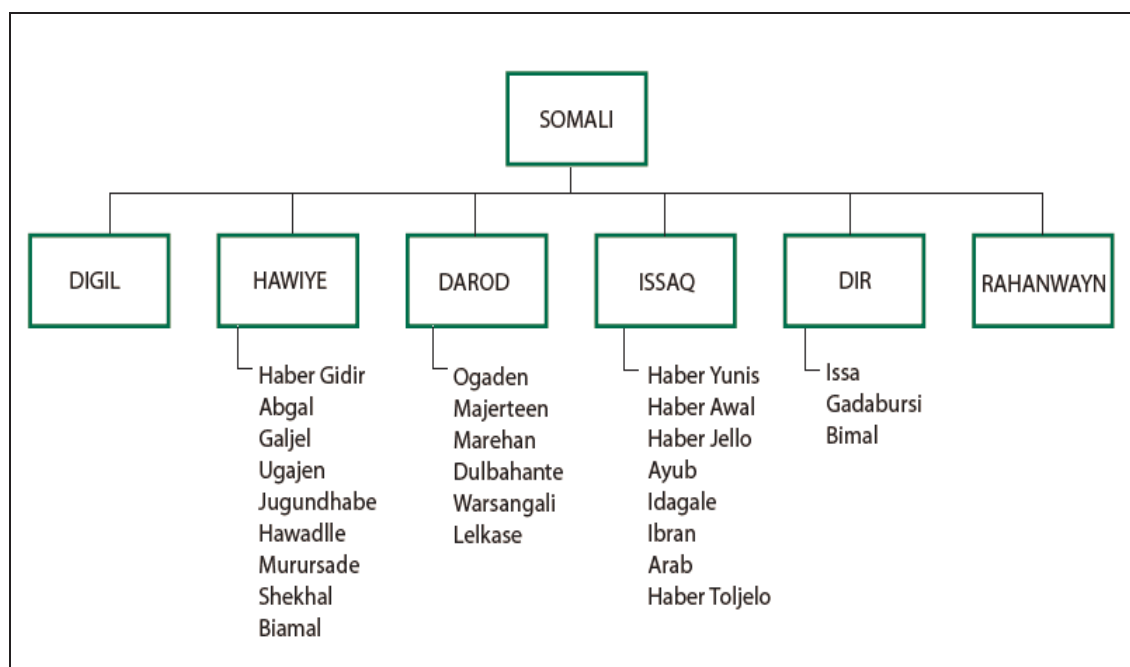 SOMALI
DIGIL
HAWIYE
DAROD
ISSAQ
DIR
RAHANWAYN
Haber Gidir
Abgal
Galjel
Ugajen
Jugundhabe
Hawadlle
Murursade
Shekhal
Biamal
Ogaden
Majerteen
Marehan
Dulbahante
Warsangali
Lelkase
Haber Yunis
Haber Awal
Haber Jello
Ayub
Idagale
Ibran
Arab
Haber Toljelo
Issa
Gadabursi
Bimal